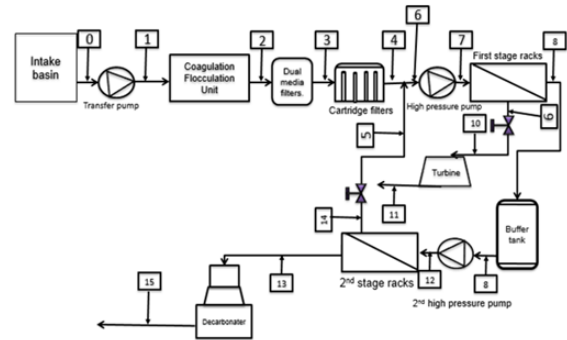 0
1
2
3
4
6
7
8
Intake
basin
Transfer pump
Coagulation
Flocculation
Unit
Dual
media
filters.
Cartridge filters
High pressure pump
First stage racks
5
10
9
Turbine
11
14
Buffer
tank
2nd stage racks
12
8
2nd high pressure pump
13
15
Decarbonater